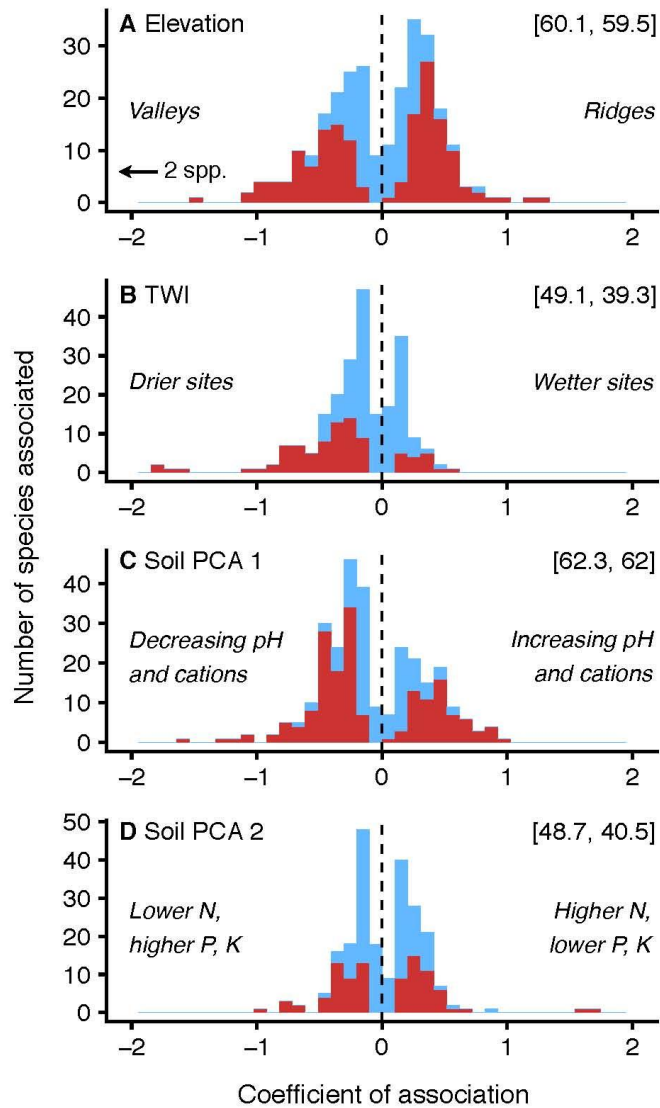 A Elevation [60.1, 59.5]
30
20
10
0
Valleys Ridges
← 2 spp.
−2 −1 0 1 2
B TWI [49.1, 39.3]
40
30
20
10
0
Drier sites Wetter sites
−2 −1 0 1 2
C Soil PCA 1 [62.3, 62]
40
30
20
10
0
Decreasing pH Increasing pH
and cations and cations
−2 −1 0 1 2
D Soil PCA 2 [48.7, 40.5]
50
40
30
20
10
0
Lower N, Higher N,
higher P, K lower P, K
−2 −1 0 1 2
Number of species associated
Coefficient of association